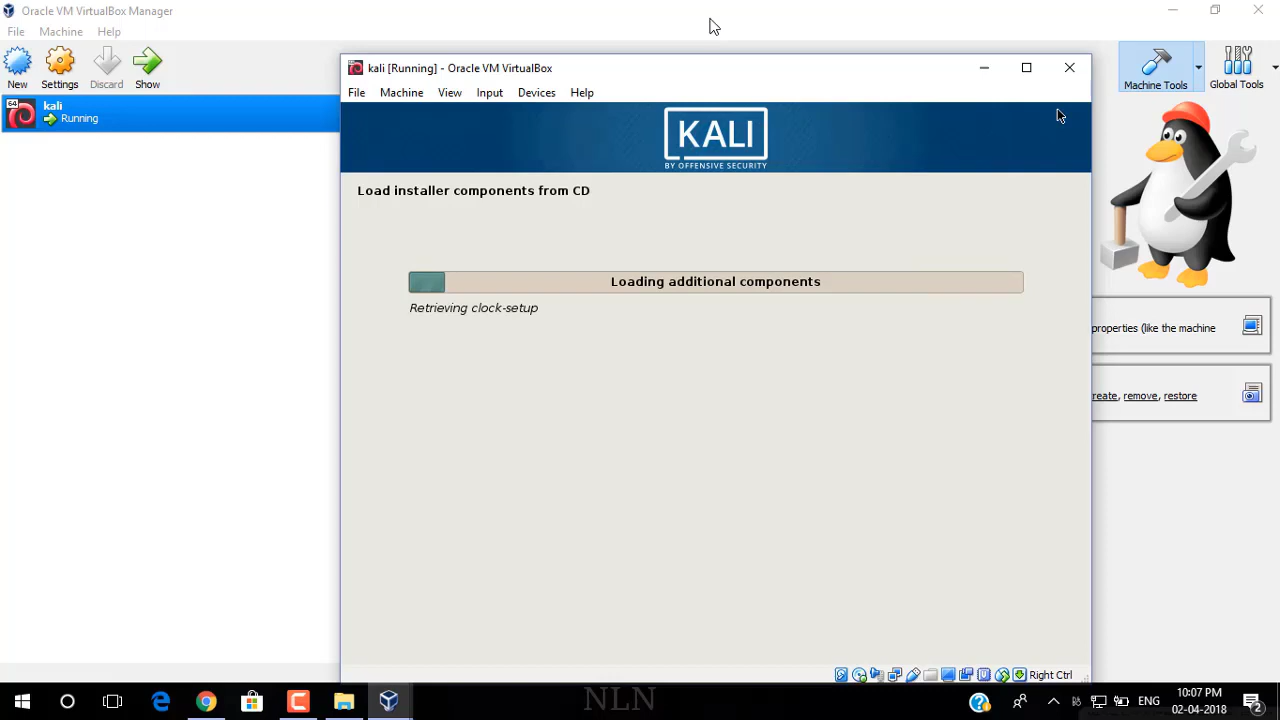 Oracle VM VirtualBox Manager
File Machine Help
New Settings Discard Show
Machine Tools Global Tools
64 kali
Running
kali [Running] - Oracle VM VirtualBox
File Machine View Input Devices Help
KALI
BY OFFENSIVE SECURITY
Load installer components from CD
Loading additional components
Retrieving clock-setup
properties (like the machine
reate, remove, restore
Right Ctrl
NLN
ENG
10:07 PM
02-04-2018
2